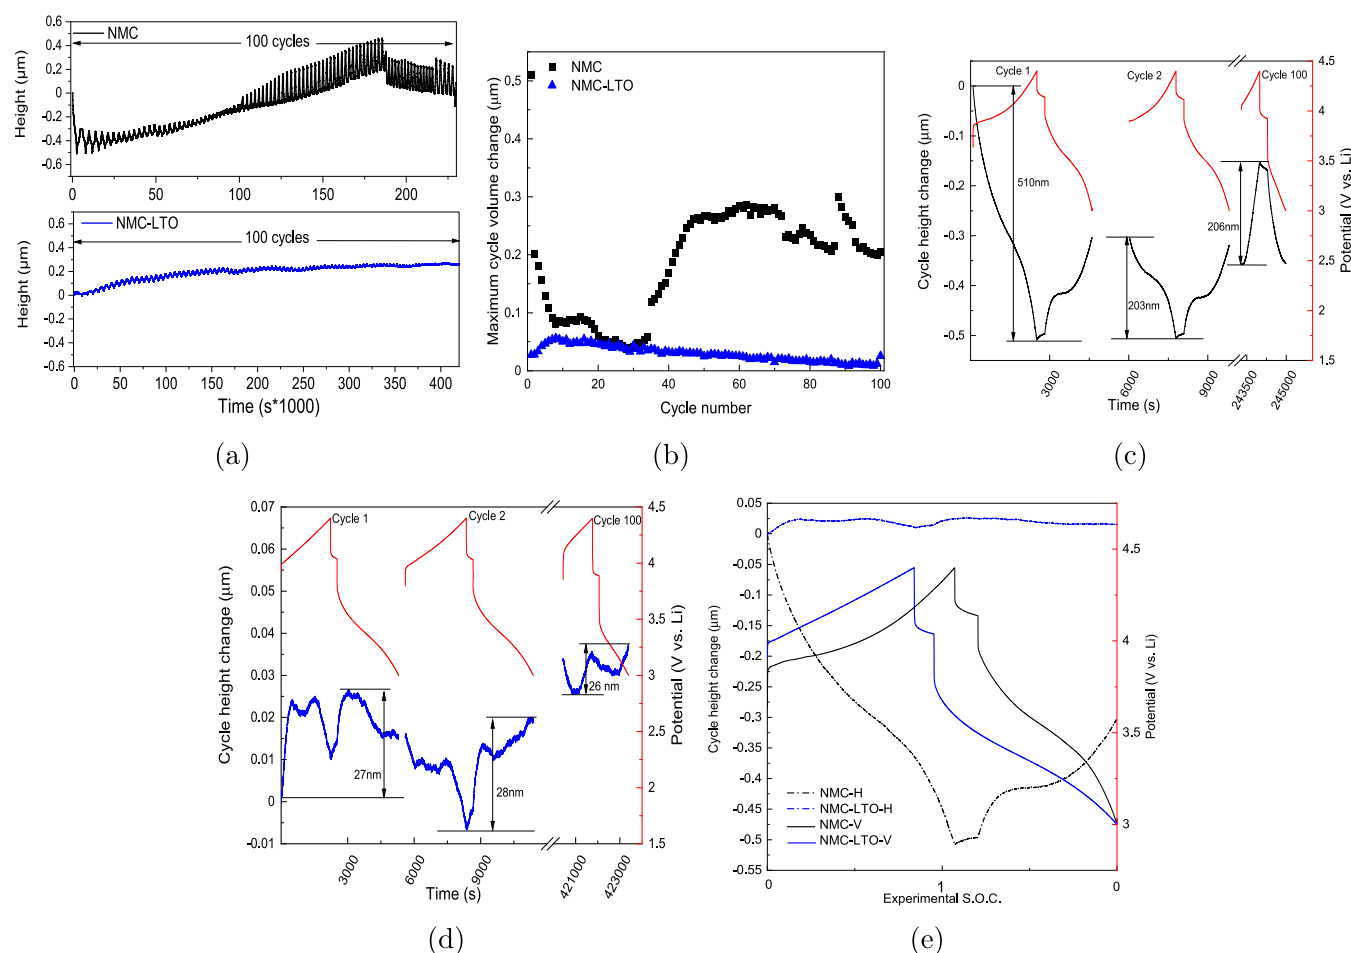 NMC
100 cycles
Height (μm)
0.6
0.4
0.2
0
-0.2
-0.4
-0.6
0
50
100
150
200
NMC-LTO
100 cycles
Height (μm)
0.6
0.4
0.2
0
-0.2
-0.4
-0.6
0
50
100
150
200
250
300
350
400
Time (s*1000)
(a)
NMC
NMC-LTO
Maximum cycle volume change (μm)
0.5
0.4
0.3
0.2
0.1
0
0
20
40
60
80
100
Cycle number
(b)
Cycle 1
Cycle 2
Cycle 100
Cycle height change (μm)
0
-0.1
-0.2
-0.3
-0.4
-0.5
510nm
203nm
206nm
4.5
4
3.5
3
2.5
2
1.5
Potential (V vs. Li)
3000
6000
9000
243500
245000
Time (s)
(c)
Cycle 1
Cycle 2
Cycle 100
Cycle height change (μm)
0.07
0.06
0.05
0.04
0.03
0.02
0.01
0
-0.01
27nm
28nm
26 nm
4.5
4
3.5
3
2.5
2
1.5
Potential (V vs. Li)
3000
6000
9000
421000
423000
Time (s)
(d)
Cycle height change (μm)
0.05
0
-0.05
-0.1
-0.15
-0.2
-0.25
-0.3
-0.35
-0.4
-0.45
-0.5
-0.55
NMC-H
NMC-LTO-H
NMC-V
NMC-LTO-V
4.5
4
3.5
3
Potential (V vs. Li)
0
1
0
Experimental S.O.C.
(e)